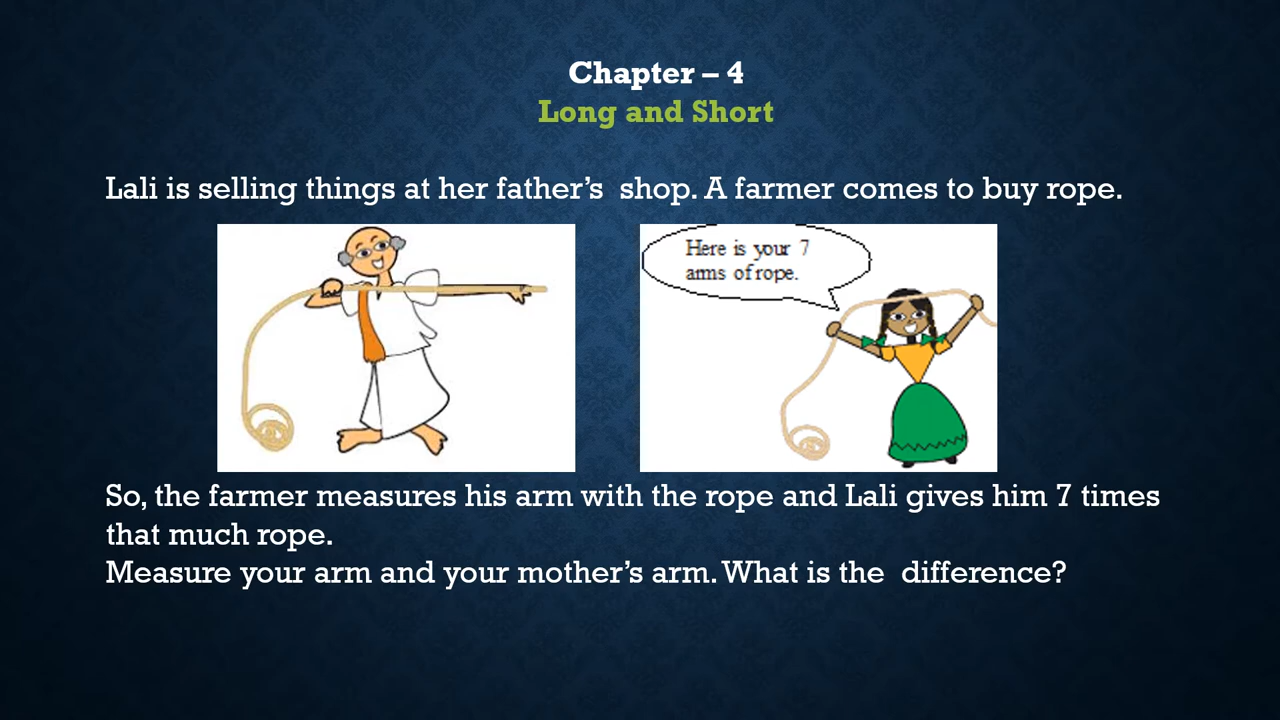 Chapter – 4
Long and Short
Lali is selling things at her father’s  shop. A farmer comes to buy rope.
Here is your 7
arms of rope.
So, the farmer measures his arm with the rope and Lali gives him 7 times
that much rope.
Measure your arm and your mother’s arm. What is the  difference?